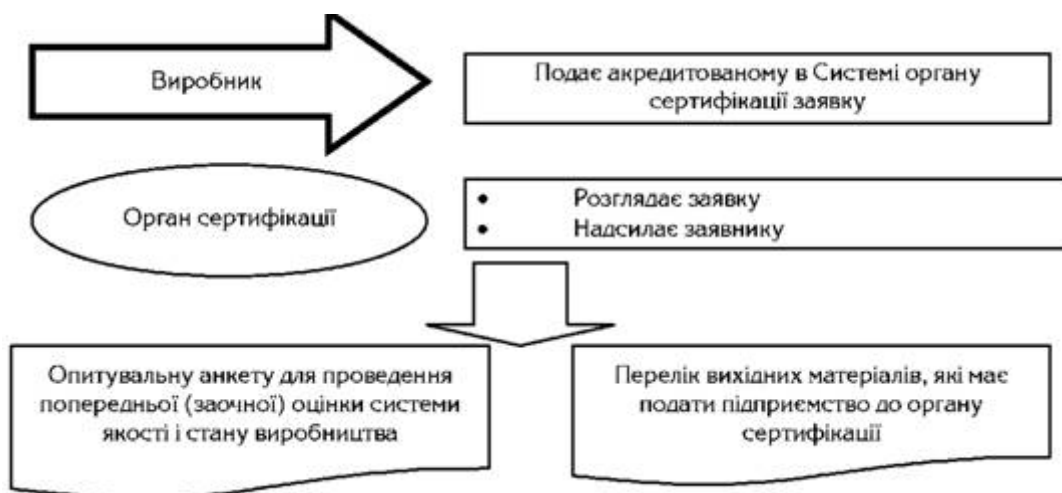 Виробник
Подає акредитованому в Системі органу
сертифікації заявку
Орган сертифікації
• Розглядає заявку
• Надсилає заявнику
Опитувальну анкету для проведення
попередньої (заочної) оцінки системи
якості і стану виробництва
Перелік вихідних матеріалів, які має
подати підприємство до органу
сертифікації